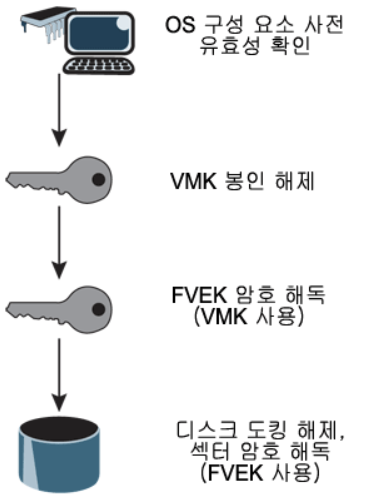 OS 구성 요소 사전
유효성 확인
VMK 봉인 해제
FVEK 암호 해독
(VMK 사용)
디스크 도킹 해제,
섹터 암호 해독
(FVEK 사용)